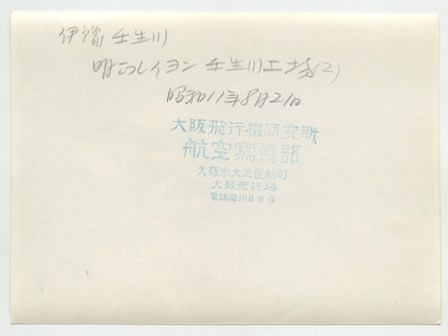 伊豫 壬生川
明正レイヨン 壬生川工場(2)
昭和11年8月21日
大阪飛行機研究所
航空寫眞部
大阪市大正區船町
大阪飛行場
電話櫻川660